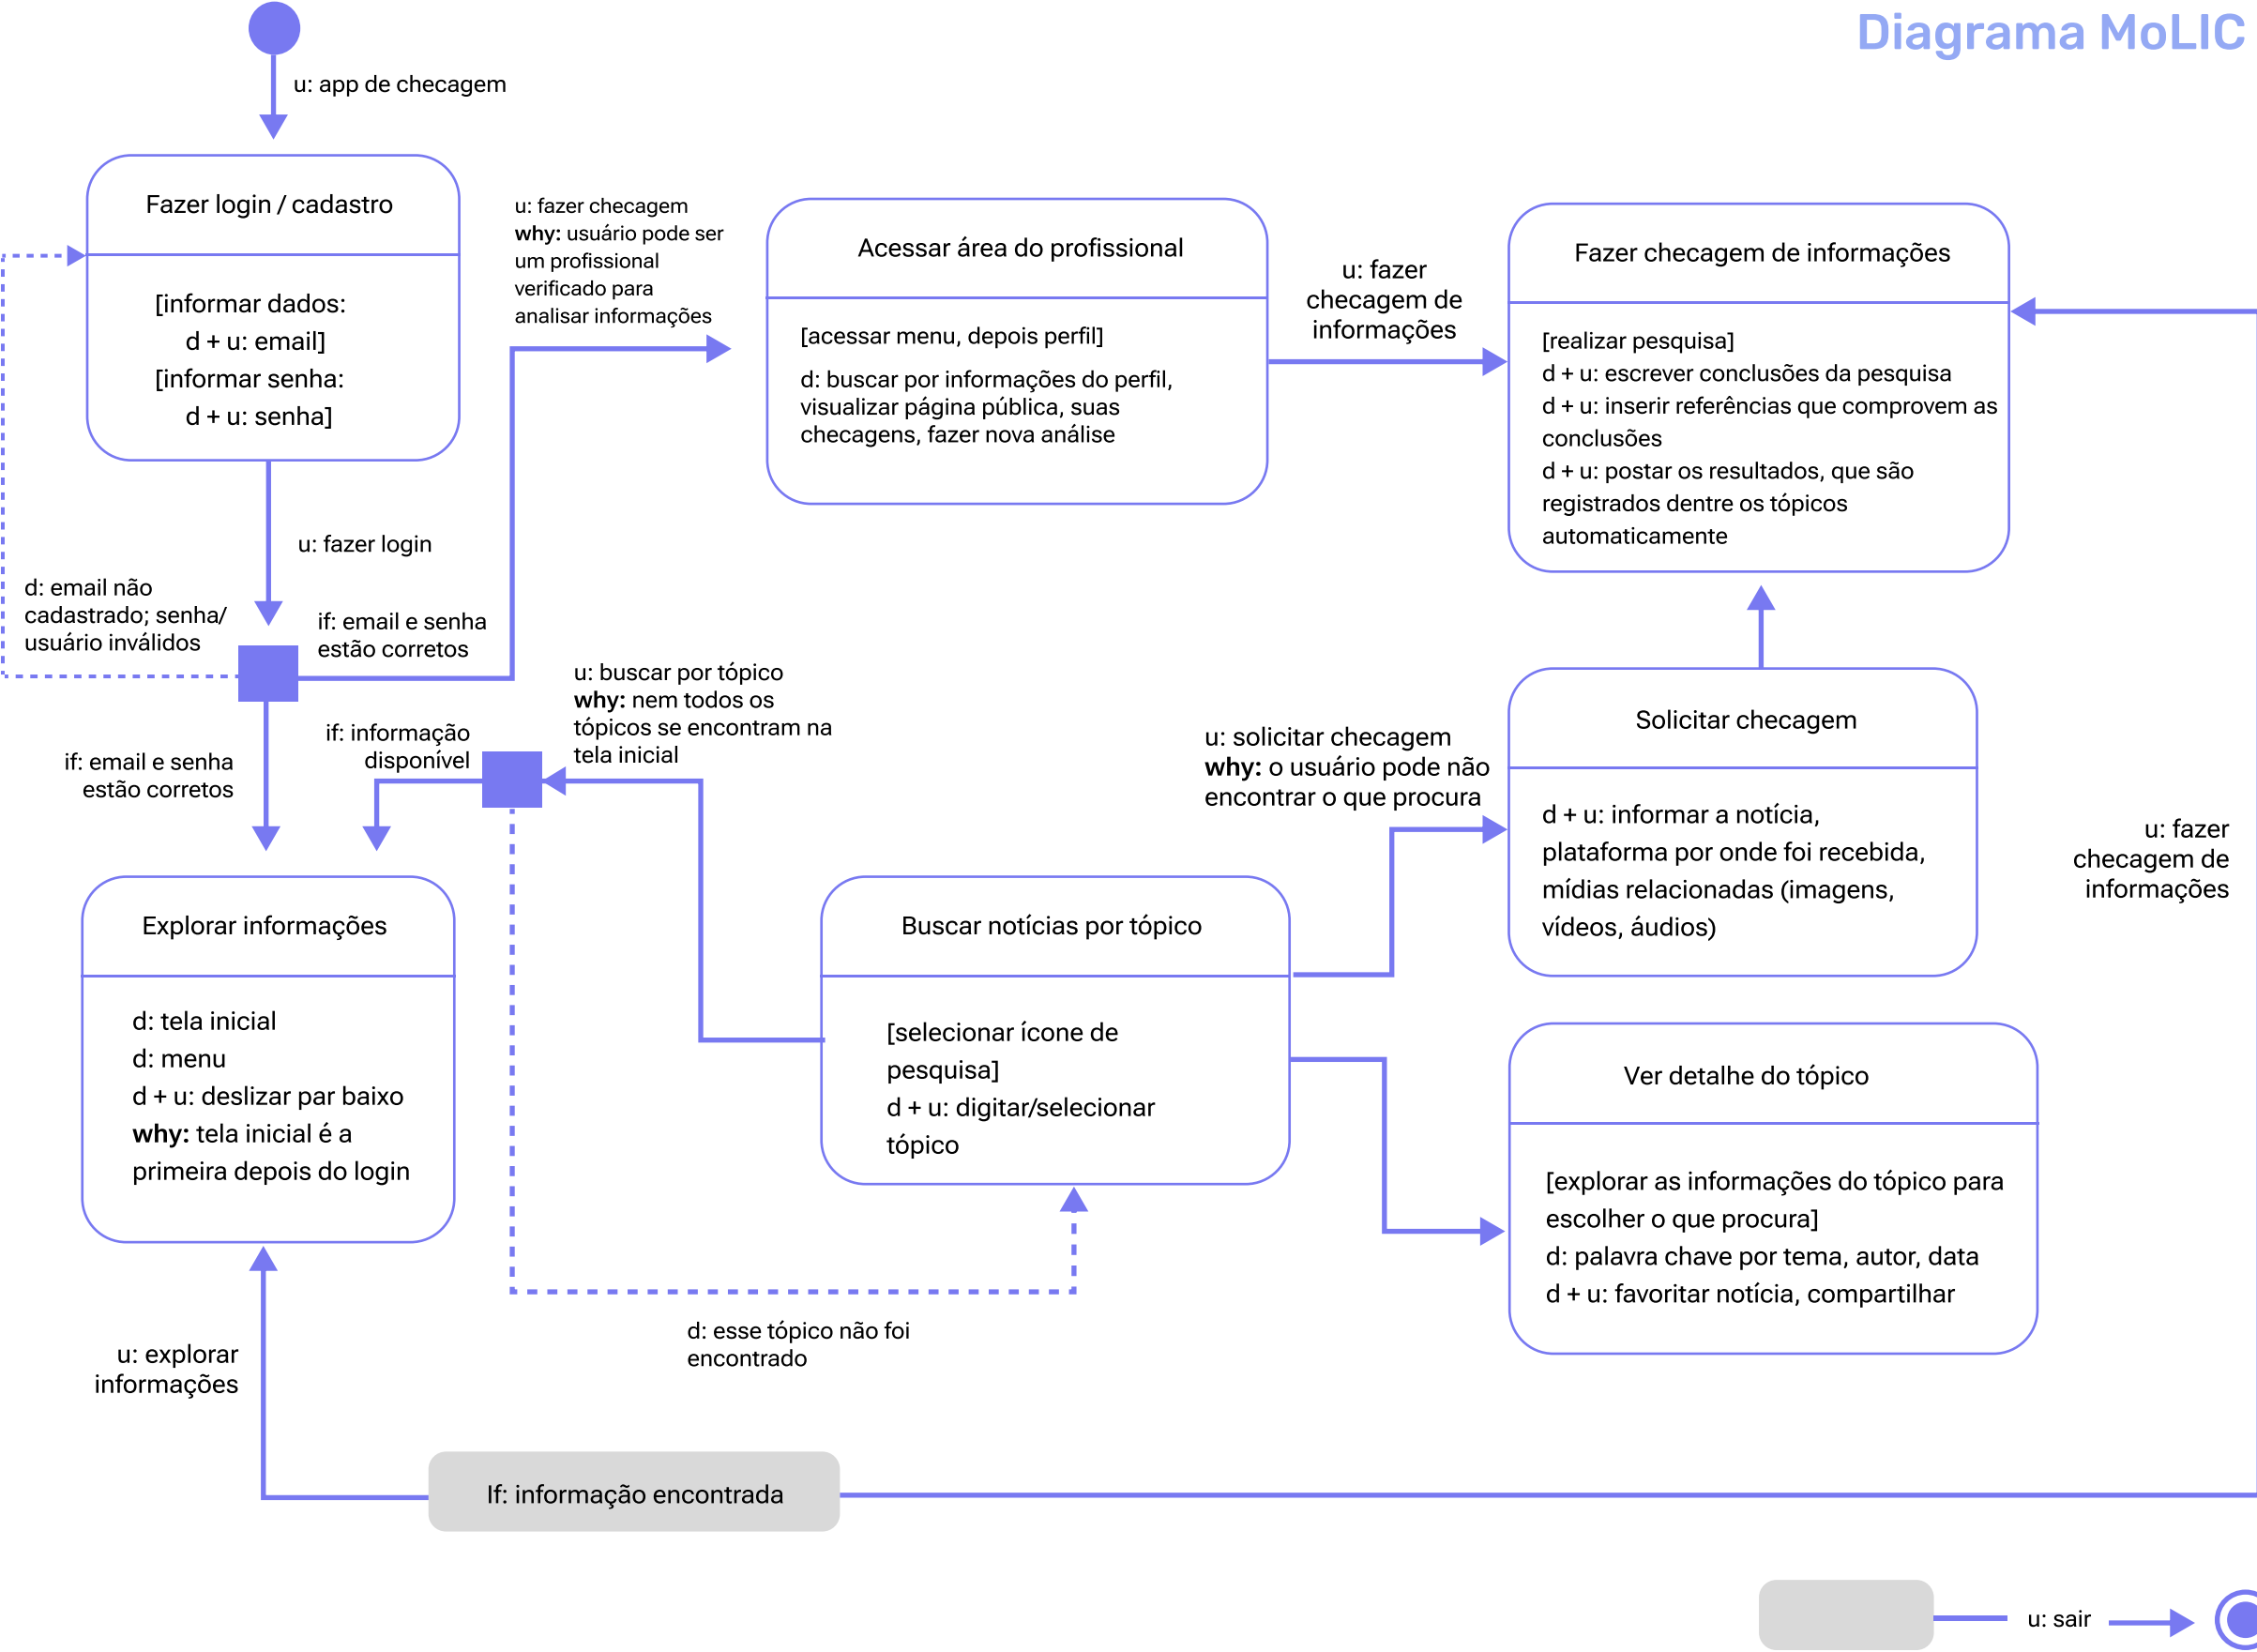 Diagrama MoLIC
u: app de checagem
Fazer login / cadastro
[informar dados:
d + u: email]
[informar senha:
d + u: senha]
u: fazer checagem
why: usuário pode ser
um profissional
verificado para
analisar informações
Acessar área do profissional
[acessar menu, depois perfil]
d: buscar por informações do perfil,
visualizar página pública, suas
checagens, fazer nova análise
u: fazer
checagem de
informações
Fazer checagem de informações
[realizar pesquisa]
d + u: escrever conclusões da pesquisa
d + u: inserir referências que comprovem as
conclusões
d + u: postar os resultados, que são
registrados dentre os tópicos
automaticamente
u: fazer login
d: email não
cadastrado; senha/
usuário inválidos
if: email e senha
estão corretos
if: email e senha
estão corretos
if: informação
disponível
u: buscar por tópico
why: nem todos os
tópicos se encontram na
tela inicial
u: solicitar checagem
why: o usuário pode não
encontrar o que procura
Solicitar checagem
d + u: informar a notícia,
plataforma por onde foi recebida,
mídias relacionadas (imagens,
vídeos, áudios)
u: fazer
checagem de
informações
Explorar informações
d: tela inicial
d: menu
d + u: deslizar par baixo
why: tela inicial é a
primeira depois do login
Buscar notícias por tópico
[selecionar ícone de
pesquisa]
d + u: digitar/selecionar
tópico
Ver detalhe do tópico
[explorar as informações do tópico para
escolher o que procura]
d: palavra chave por tema, autor, data
d + u: favoritar notícia, compartilhar
d: esse tópico não foi
encontrado
u: explorar
informações
If: informação encontrada
u: sair